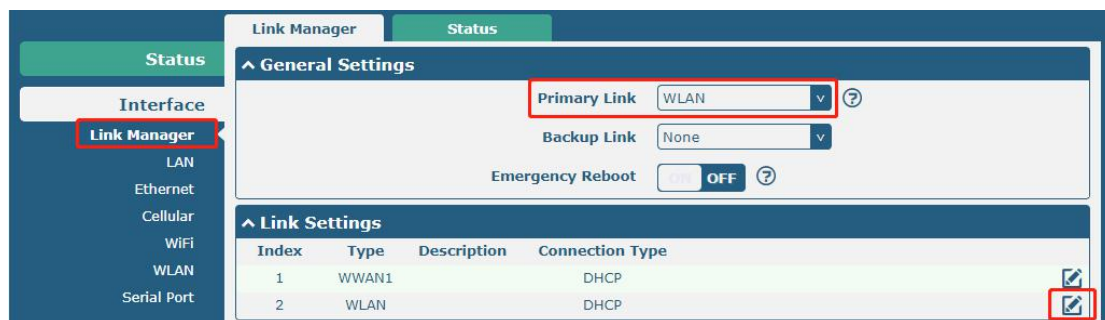 Link Manager Status
Status
Interface
Link Manager
LAN
Ethernet
Cellular
WiFi
WLAN
Serial Port
General Settings
Primary Link WLAN v ?
Backup Link None v
Emergency Reboot ON OFF ?
Link Settings
Index Type Description Connection Type
1 WWAN1 DHCP
2 WLAN DHCP